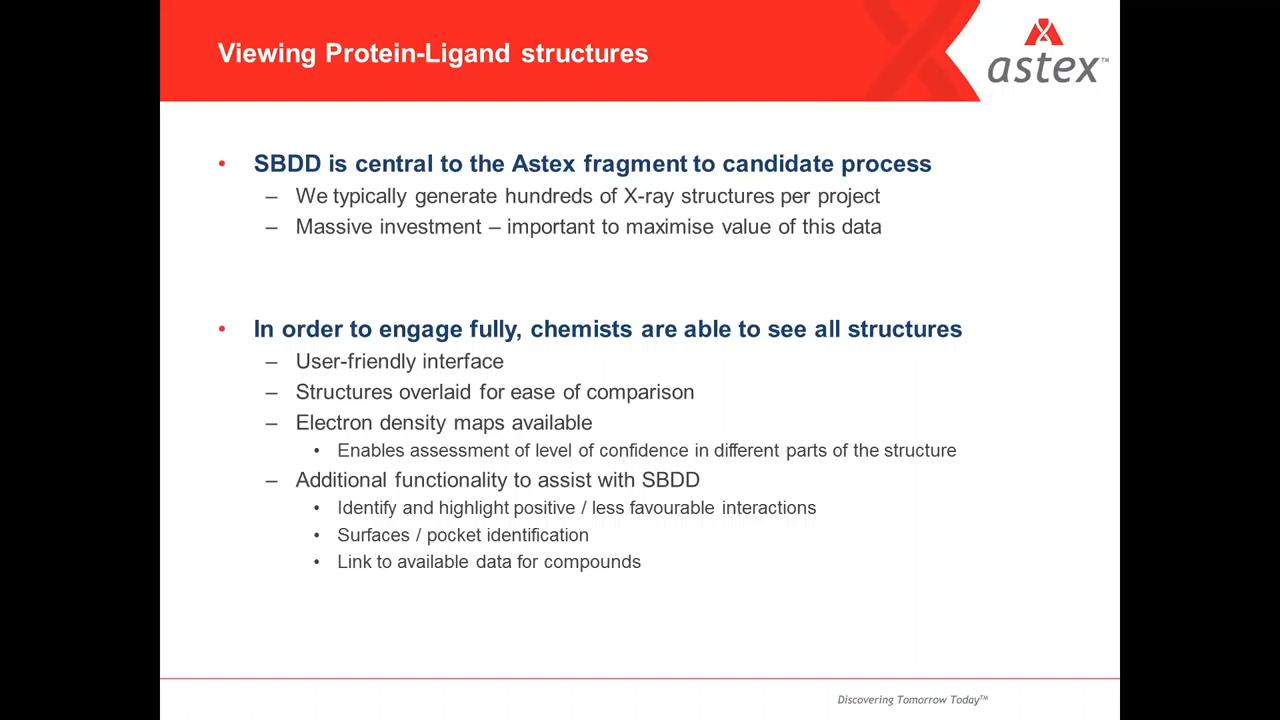 Viewing Protein-Ligand structures
astex™
• SBDD is central to the Astex fragment to candidate process
– We typically generate hundreds of X-ray structures per project
– Massive investment – important to maximise value of this data
• In order to engage fully, chemists are able to see all structures
– User-friendly interface
– Structures overlaid for ease of comparison
– Electron density maps available
• Enables assessment of level of confidence in different parts of the structure
– Additional functionality to assist with SBDD
• Identify and highlight positive / less favourable interactions
• Surfaces / pocket identification
• Link to available data for compounds
Discovering Tomorrow Today™